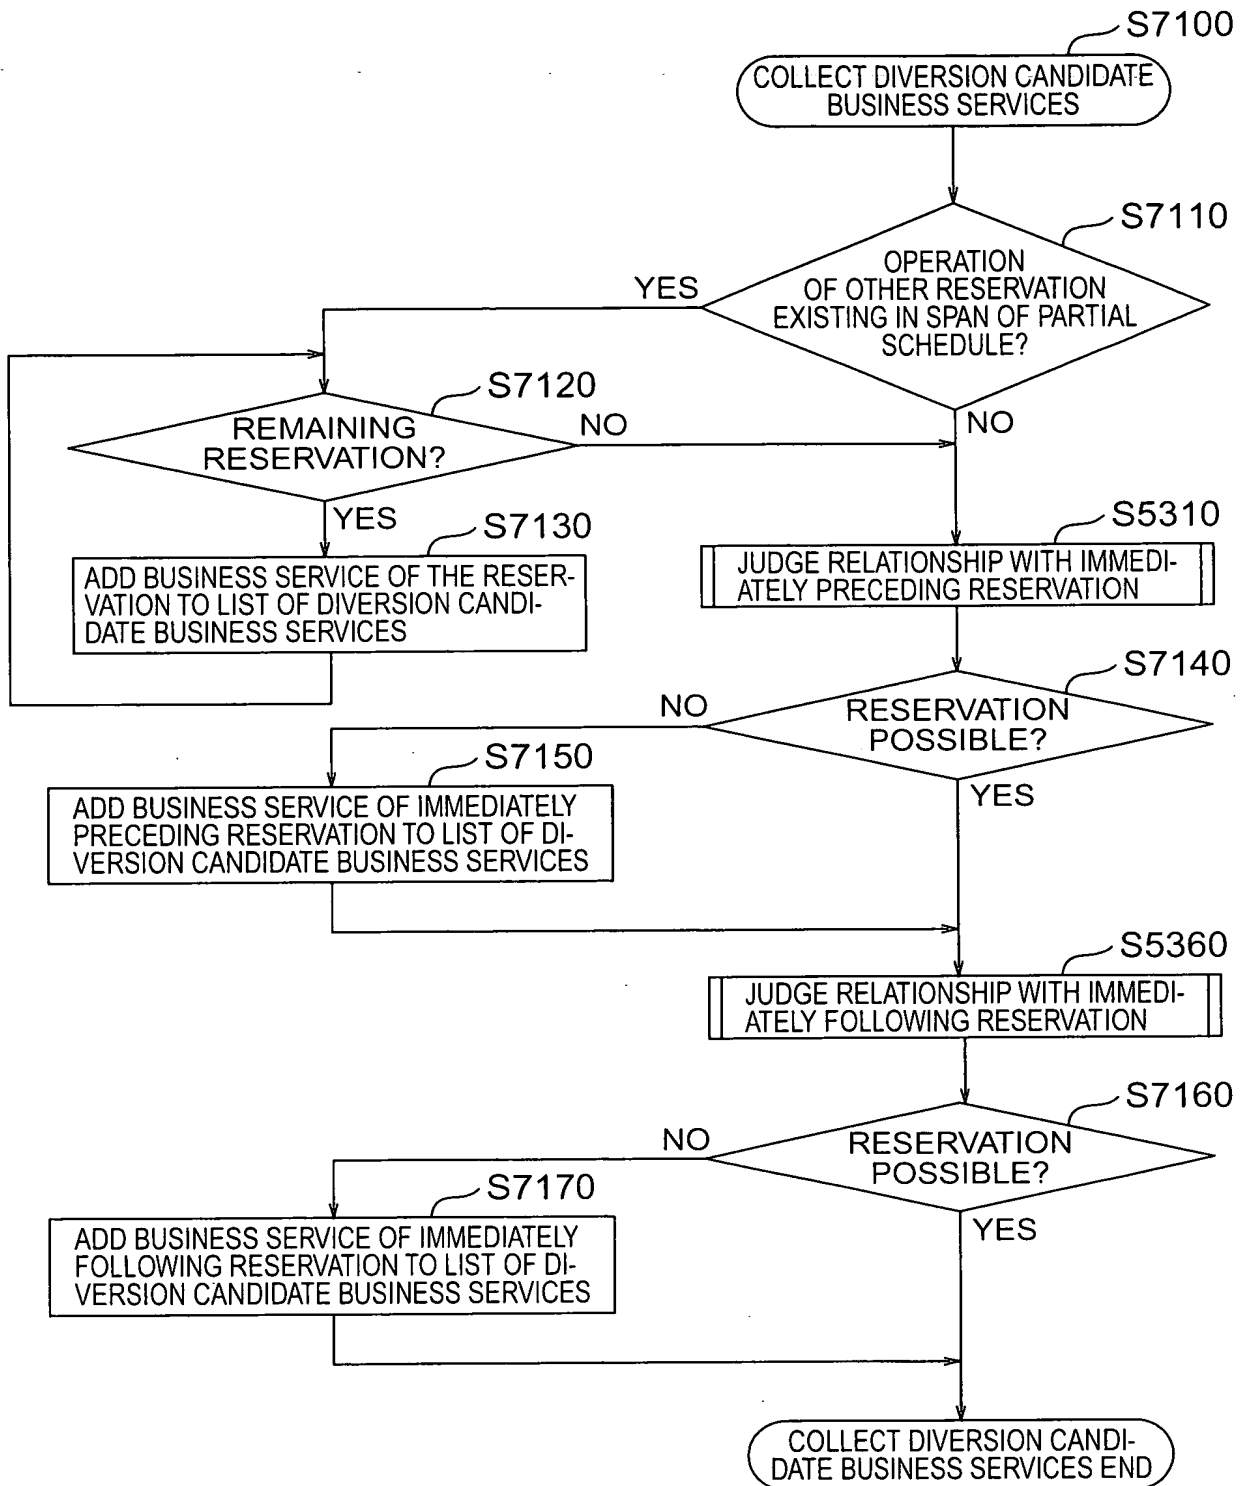 S7100
COLLECT DIVERSION CANDIDATE
BUSINESS SERVICES
S7110
OPERATION
OF OTHER RESERVATION
EXISTING IN SPAN OF PARTIAL
SCHEDULE?
YES
NO
S7120
REMAINING
RESERVATION?
NO
YES
S7130
ADD BUSINESS SERVICE OF THE RESER-
VATION TO LIST OF DIVERSION CANDI-
DATE BUSINESS SERVICES
S5310
JUDGE RELATIONSHIP WITH IMMEDI-
ATELY PRECEDING RESERVATION
S7140
RESERVATION
POSSIBLE?
NO
YES
S7150
ADD BUSINESS SERVICE OF IMMEDIATELY
PRECEDING RESERVATION TO LIST OF DI-
VERSION CANDIDATE BUSINESS SERVICES
S5360
JUDGE RELATIONSHIP WITH IMMEDI-
ATELY FOLLOWING RESERVATION
S7160
RESERVATION
POSSIBLE?
NO
YES
S7170
ADD BUSINESS SERVICE OF IMMEDIATELY
FOLLOWING RESERVATION TO LIST OF DI-
VERSION CANDIDATE BUSINESS SERVICES
COLLECT DIVERSION CANDI-
DATE BUSINESS SERVICES END